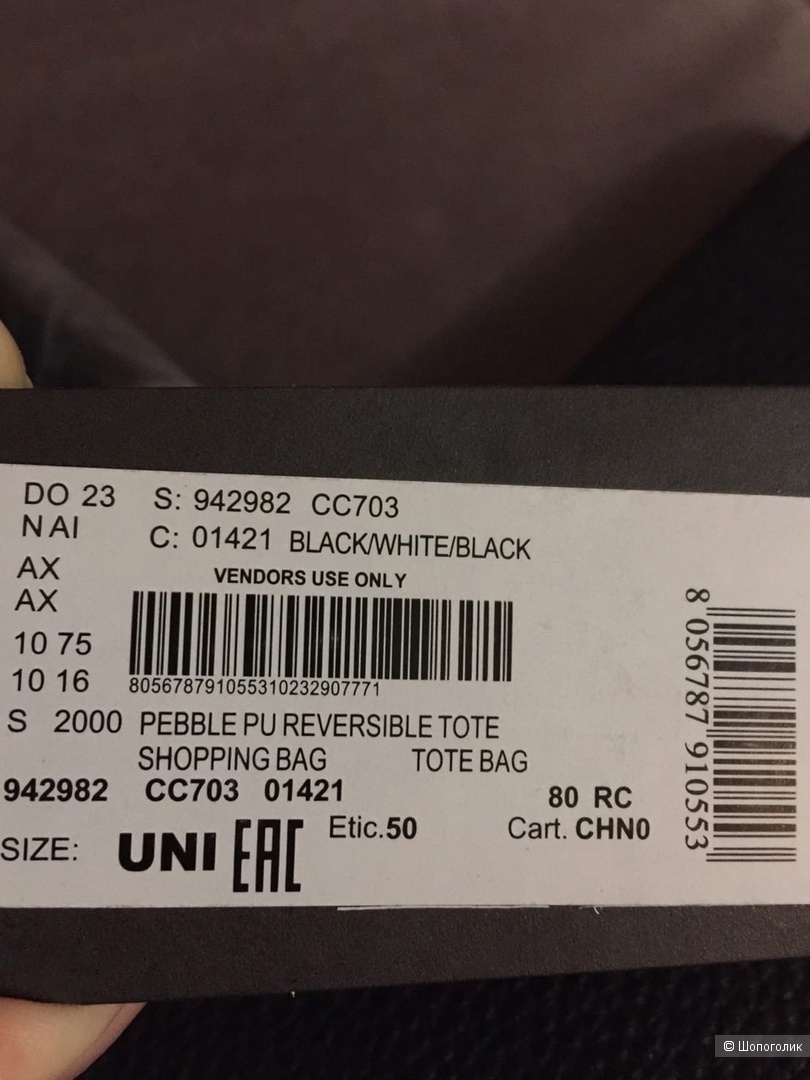 DO 23 S: 942982 CC703
N AI C: 01421 BLACK/WHITE/BLACK
AX VENDORS USE ONLY
AX
10 75
10 16 805678791055310232907771
S 2000 PEBBLE PU REVERSIBLE TOTE
SHOPPING BAG TOTE BAG
942982 CC703 01421 80 RC
SIZE: UNI EAC Etic.50 Cart. CHN0
8 056787 910553
© Шопоголик